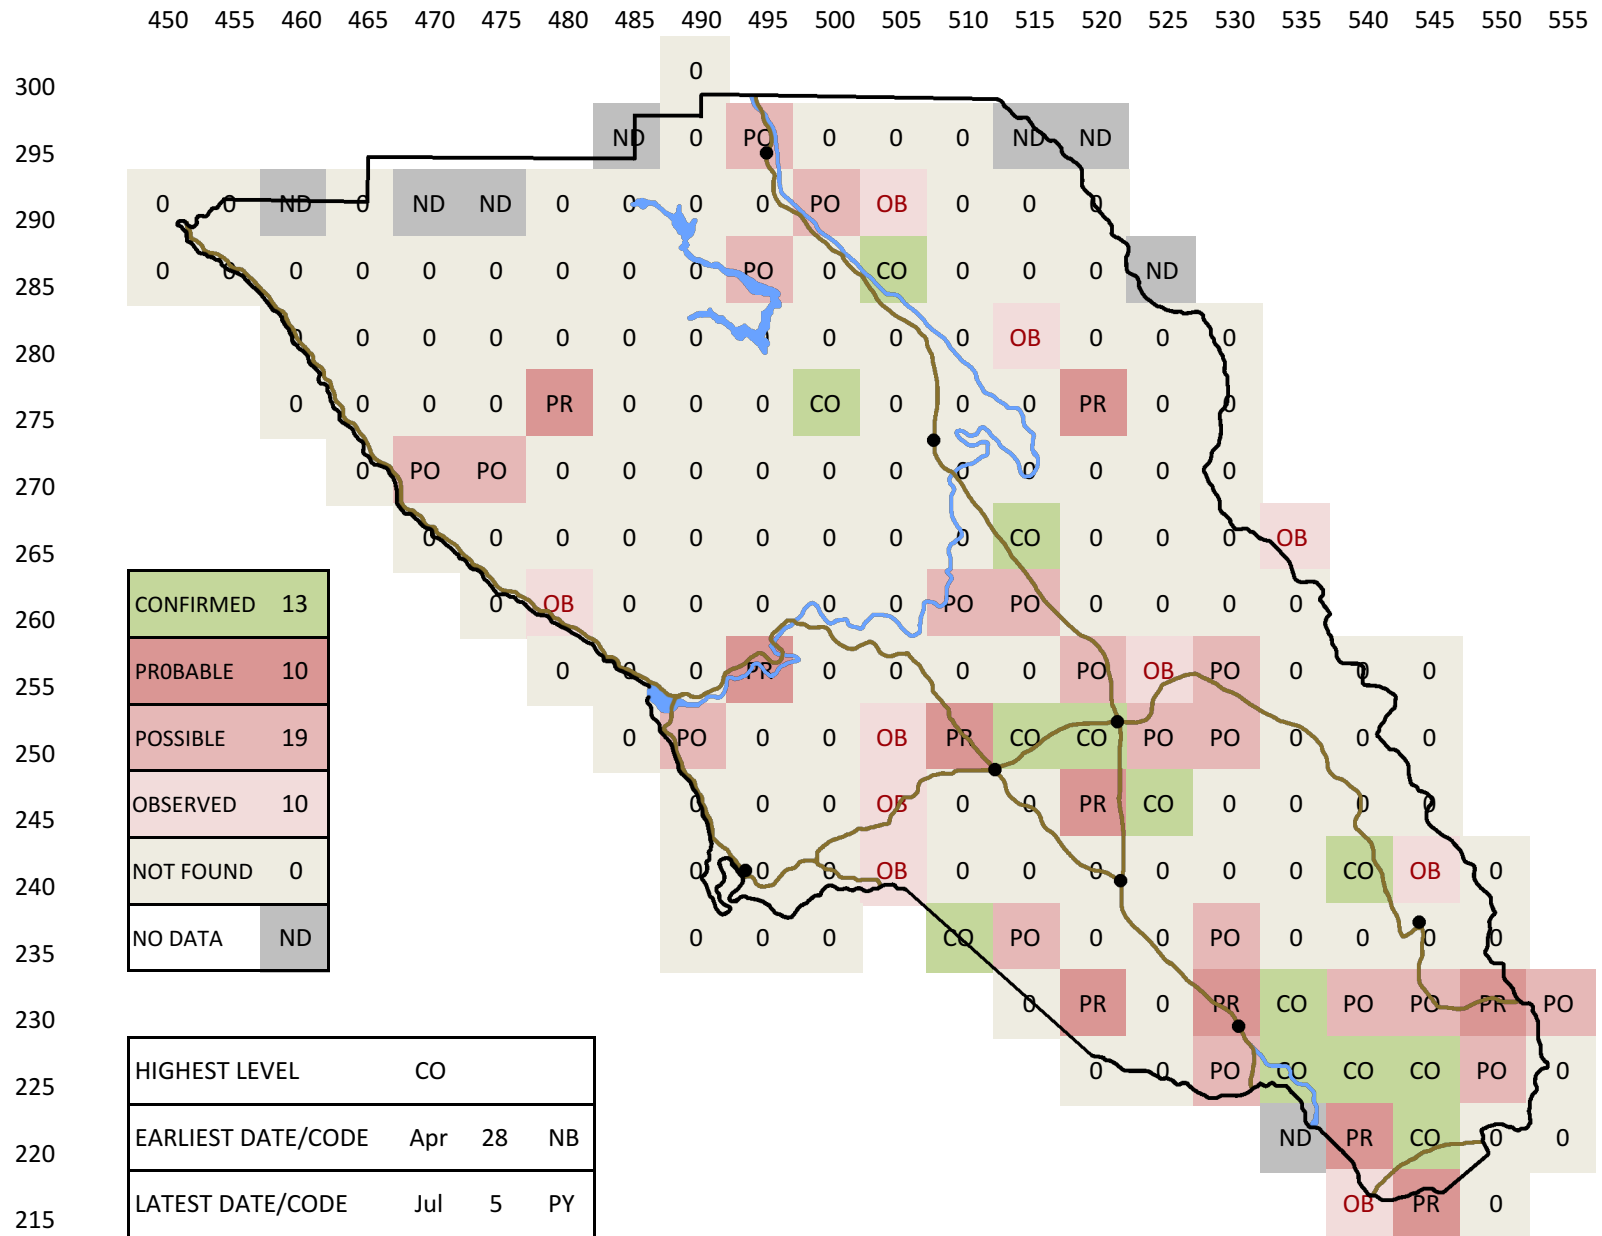 450 455 460 465 470 475 480 485 490 495 500 505 510 515 520 525 530 535 540 545 550 555
300 0
295 ND 0 PO 0 0 0 ND ND
290 0 0 ND 0 ND ND 0 0 0 0 PO OB 0 0 0
285 0 0 0 0 0 0 0 0 0 PO 0 CO 0 0 0 ND
280 0 0 0 0 0 0 0 0 0 0 0 OB 0 0 0
275 0 0 0 0 PR 0 0 0 CO 0 0 0 PR 0 0
270 0 PO PO 0 0 0 0 0 0 0 0 0 0 0
265 0 0 0 0 0 0 0 0 0 CO 0 0 0 OB
260 0 OB 0 0 0 0 0 PO PO 0 0 0 0
255 0 0 0 PR 0 0 0 0 PO OB PO 0 0 0
250 0 PO 0 0 OB PR CO CO PO PO 0 0 0
245 0 0 0 OB 0 0 PR CO 0 0 0 0
240 0 0 0 OB 0 0 0 0 0 0 CO OB 0
235 0 0 0 CO PO 0 0 PO 0 0 0 0
230 0 PR 0 PR CO PO PO PR PO
225 0 0 PO CO CO CO PO 0
220 ND PR CO 0 0
215 OB PR 0
CONFIRMED 13
PR0BABLE 10
POSSIBLE 19
OBSERVED 10
NOT FOUND 0
NO DATA ND
HIGHEST LEVEL CO
EARLIEST DATE/CODE Apr 28 NB
LATEST DATE/CODE Jul 5 PY